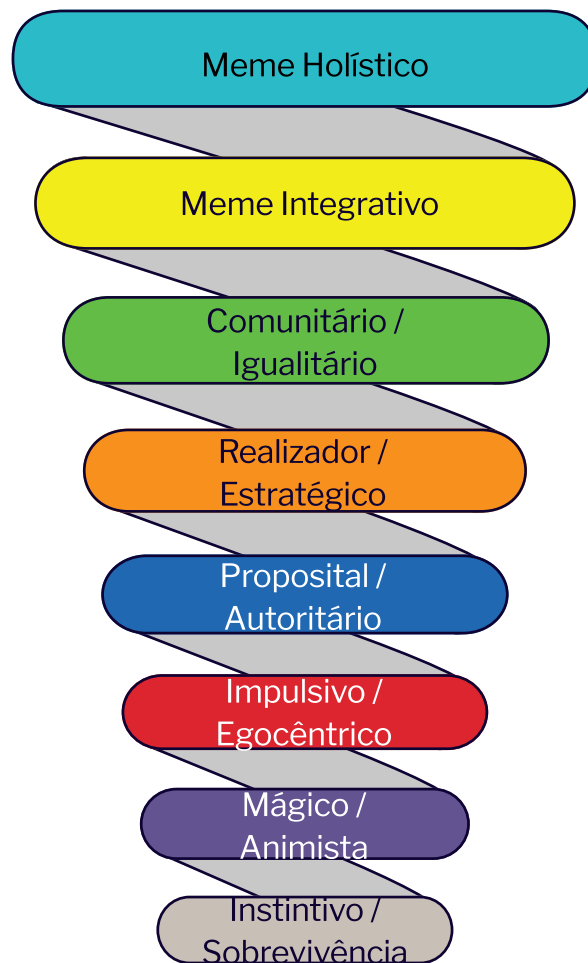 Meme Holístico
Meme Integrativo
Comunitário /
Igualitário
Realizador /
Estratégico
Proposital /
Autoritário
Impulsivo /
Egocêntrico
Mágico /
Animista
Instintivo /
Sobrevivência